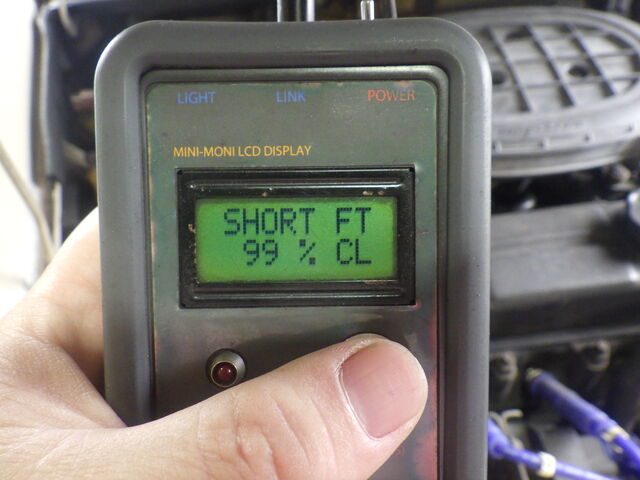 LIGHT LINK POWER
MINI-MONI LCD DISPLAY
SHORT FT
99 % CL